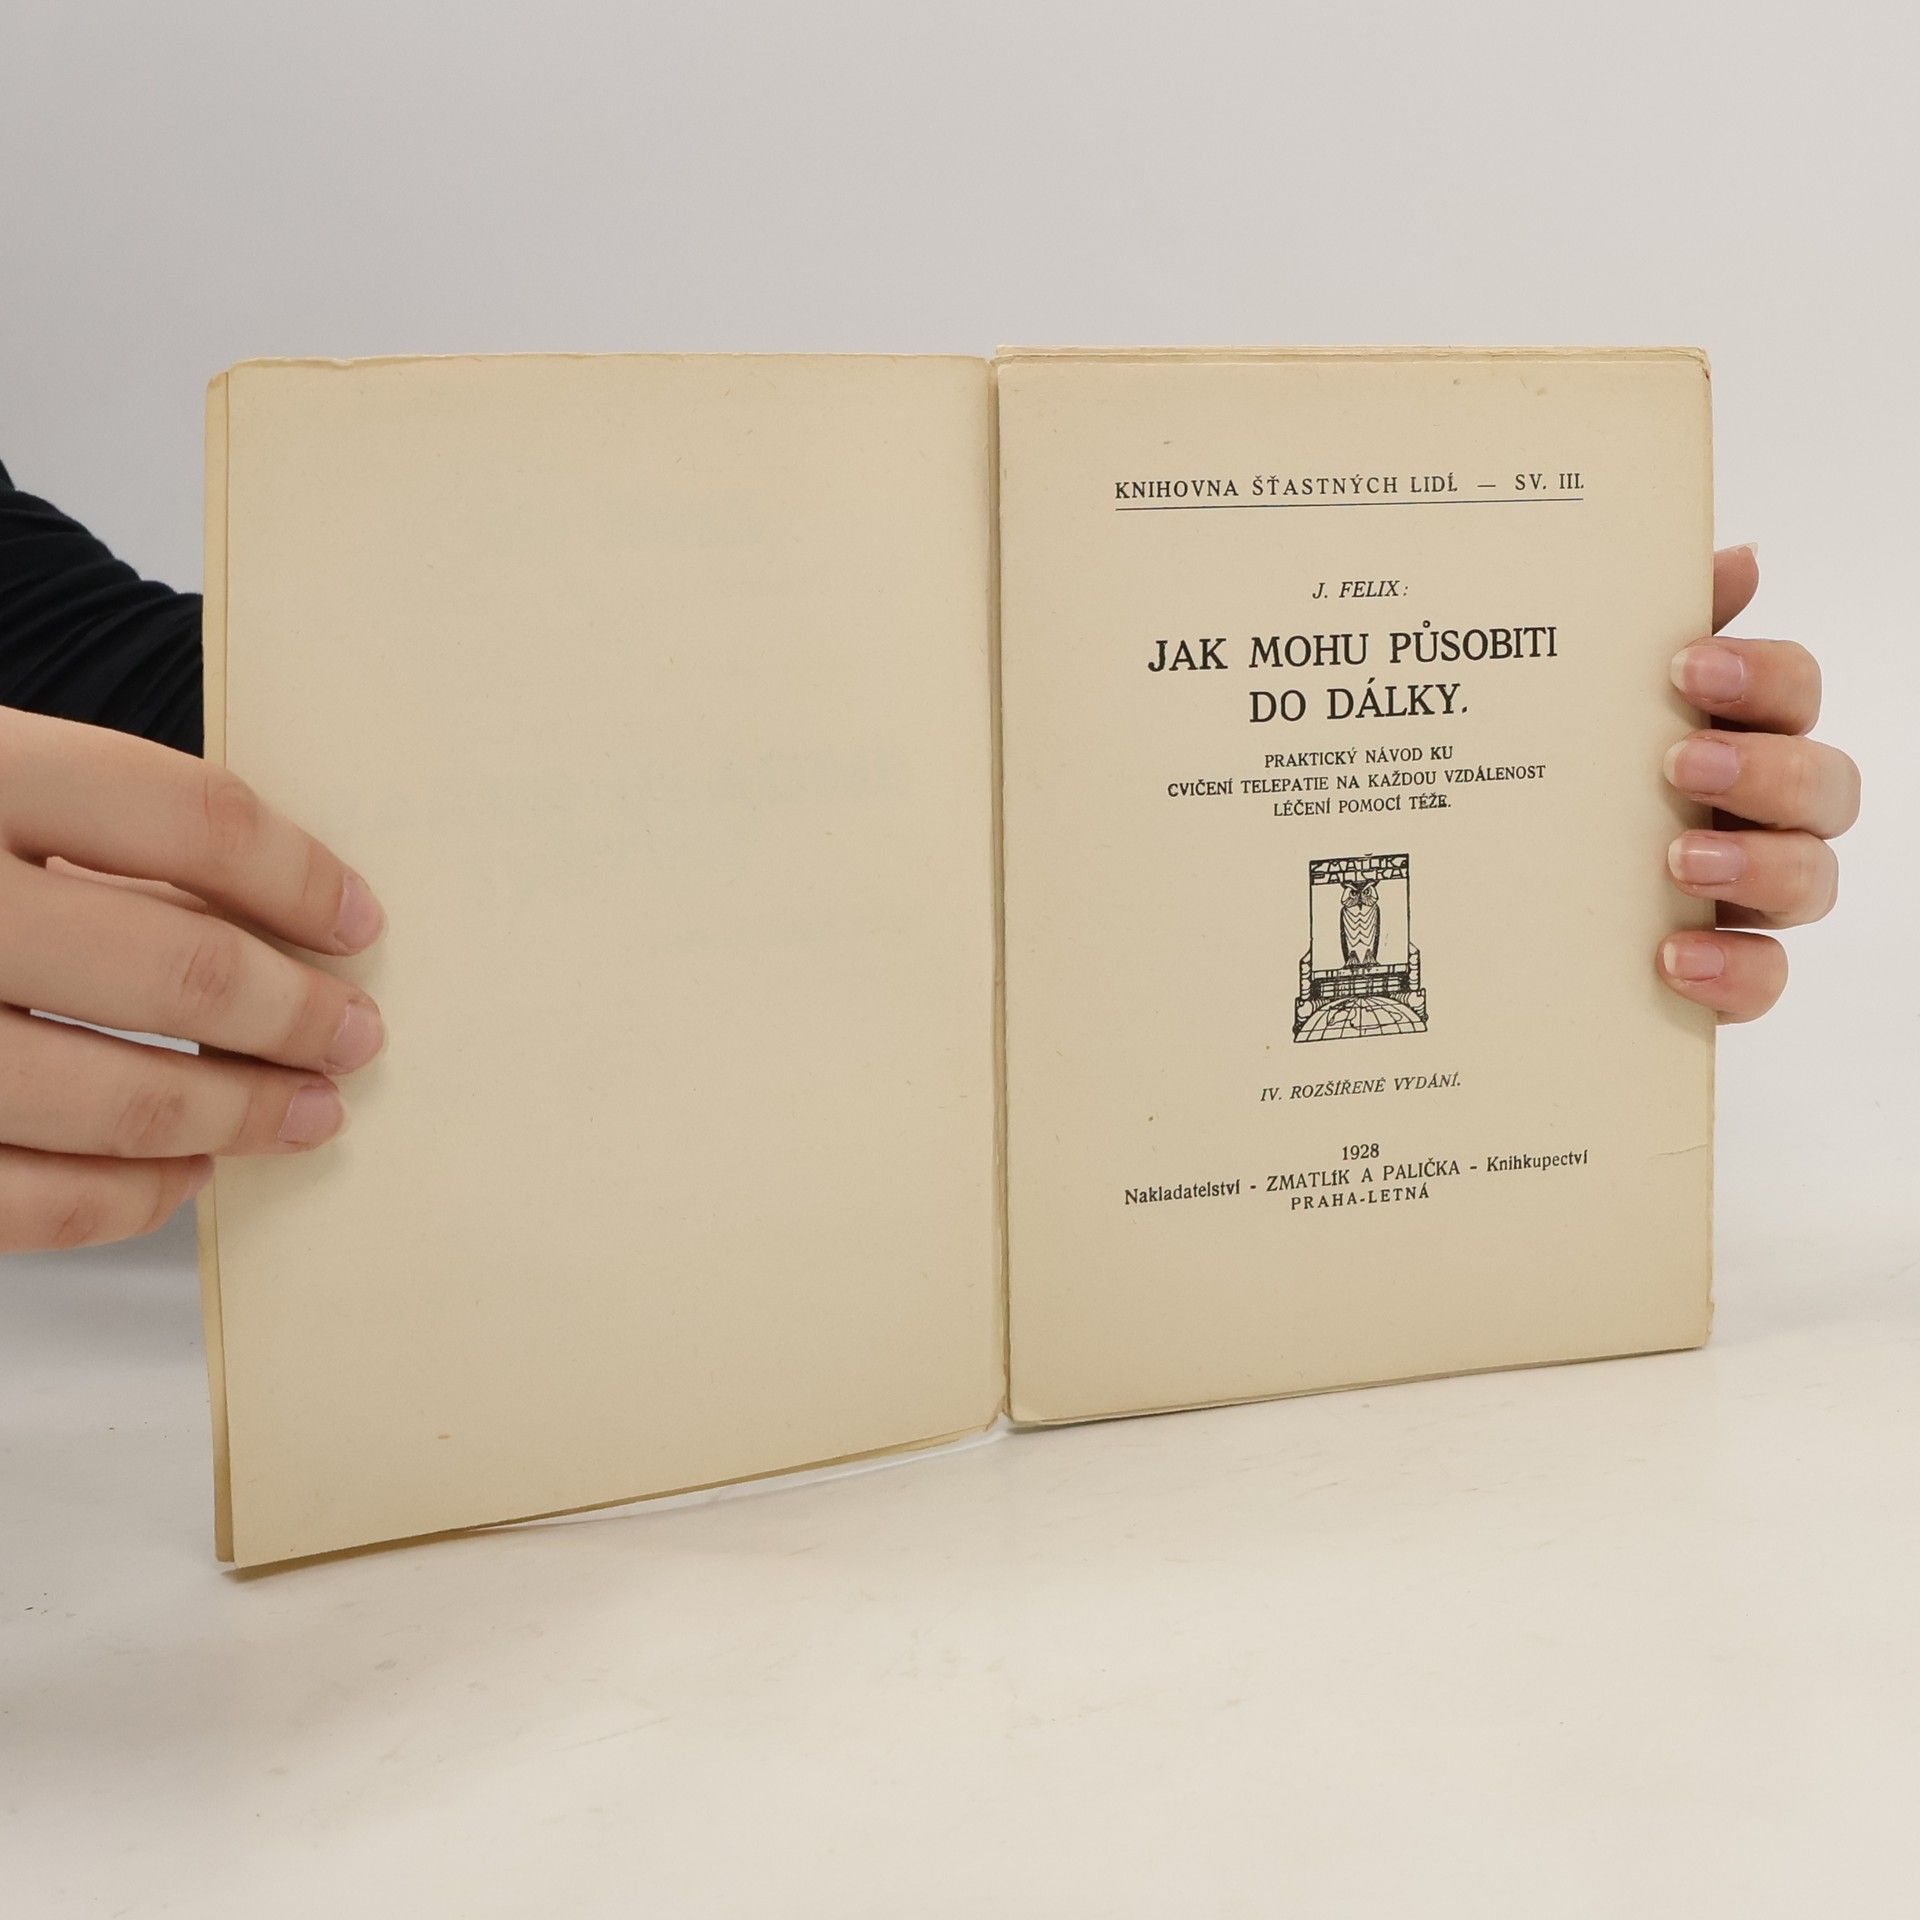 KNIHOVNA ŠŤASTNÝCH LIDÍ. — SV. III.
J. FELIX:
JAK MOHU PŮSOBITI
DO DÁLKY.
PRAKTICKÝ NÁVOD KU
CVIČENÍ TELEPATIE NA KAŽDOU VZDÁLENOST
LÉČENÍ POMOCÍ TÉŽE.
ZMATLÍK a
PALIČKA
IV. ROZŠÍŘENÉ VYDÁNÍ.
1928
Nakladatelství - ZMATLÍK A PALIČKA - Knihkupectví
PRAHA-LETNÁ